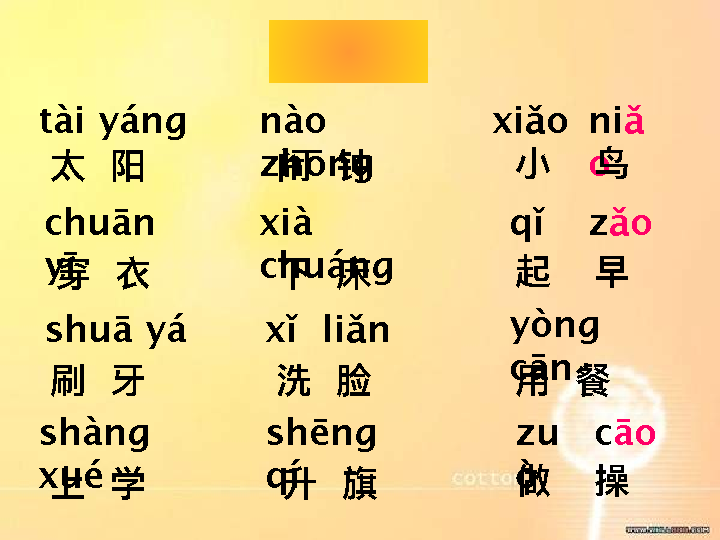 tài yáng nào zhōng xiǎo niǎo
太 阳 闹 钟 小 鸟
chuān yī xià chuáng qǐ zǎo
穿 衣 下 床 起 早
shuā yá xǐ liǎn yòng cān
刷 牙 洗 脸 用 餐
shàng xué shēng qí zuò cāo
上 学 升 旗 做 操